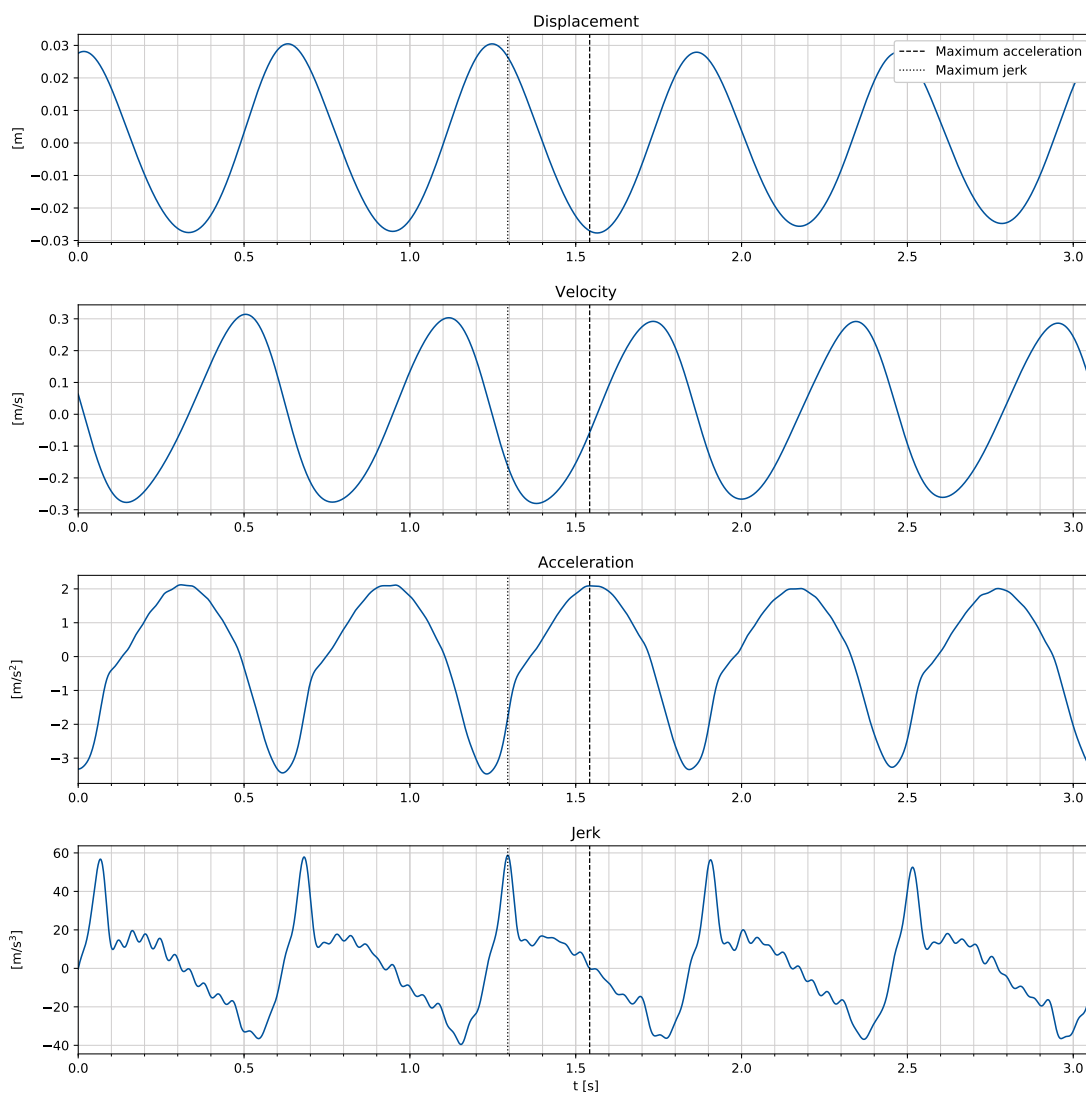 Displacement
0.03
0.02
0.01
0.00
−0.01
−0.02
−0.03
[m]
Maximum acceleration
Maximum jerk
0.0 0.5 1.0 1.5 2.0 2.5 3.0
Velocity
0.3
0.2
0.1
0.0
−0.1
−0.2
−0.3
[m/s]
0.0 0.5 1.0 1.5 2.0 2.5 3.0
Acceleration
2
1
0
−1
−2
−3
[m/s²]
0.0 0.5 1.0 1.5 2.0 2.5 3.0
Jerk
60
40
20
0
−20
−40
[m/s³]
0.0 0.5 1.0 1.5 2.0 2.5 3.0
t [s]